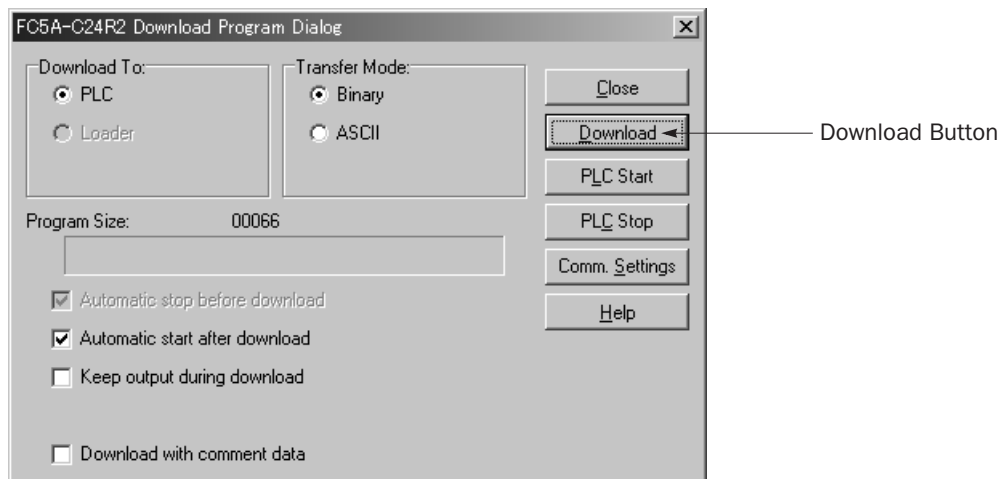 FC5A-C24R2 Download Program Dialog
Download To:
PLC
Loader
Transfer Mode:
Binary
ASCII
Close
Download
PLC Start
PLC Stop
Comm. Settings
Help
Download Button
Program Size: 00066
Automatic stop before download
Automatic start after download
Keep output during download
Download with comment data